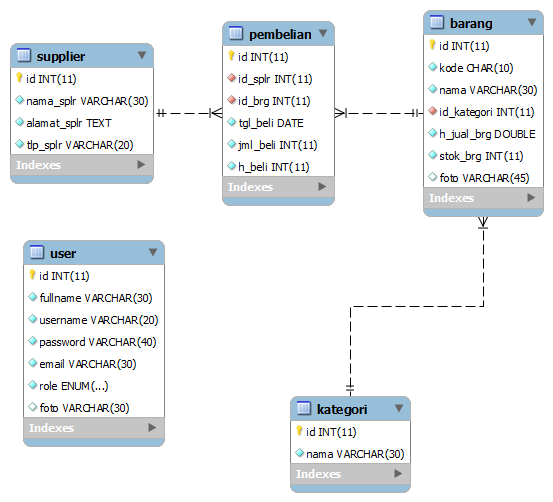 supplier
id INT(11)
nama_splr VARCHAR(30)
alamat_splr TEXT
tlp_splr VARCHAR(20)
Indexes
pembelian
id INT(11)
id_splr INT(11)
id_brg INT(11)
tgl_beli DATE
jml_beli INT(11)
h_beli INT(11)
Indexes
barang
id INT(11)
kode CHAR(10)
nama VARCHAR(30)
id_kategori INT(11)
h_jual_brg DOUBLE
stok_brg INT(11)
foto VARCHAR(45)
Indexes
user
id INT(11)
fullname VARCHAR(30)
username VARCHAR(20)
password VARCHAR(40)
email VARCHAR(30)
role ENUM(...)
foto VARCHAR(30)
Indexes
kategori
id INT(11)
nama VARCHAR(30)
Indexes